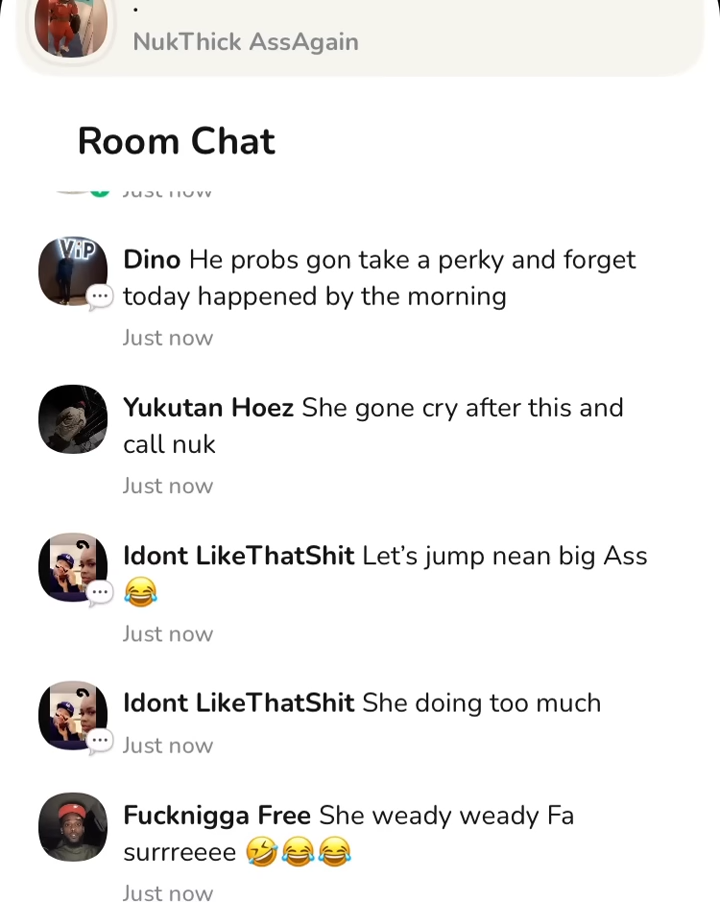 .
NukThick AssAgain
Room Chat
Just now
ViP
Dino He probs gon take a perky and forget
today happened by the morning
Just now
Yukutan Hoez She gone cry after this and
call nuk
Just now
Idont LikeThatShit Let's jump nean big Ass
😂
Just now
Idont LikeThatShit She doing too much
Just now
Fucknigga Free She weady weady Fa
surrreeee 🤣😂😂
Just now